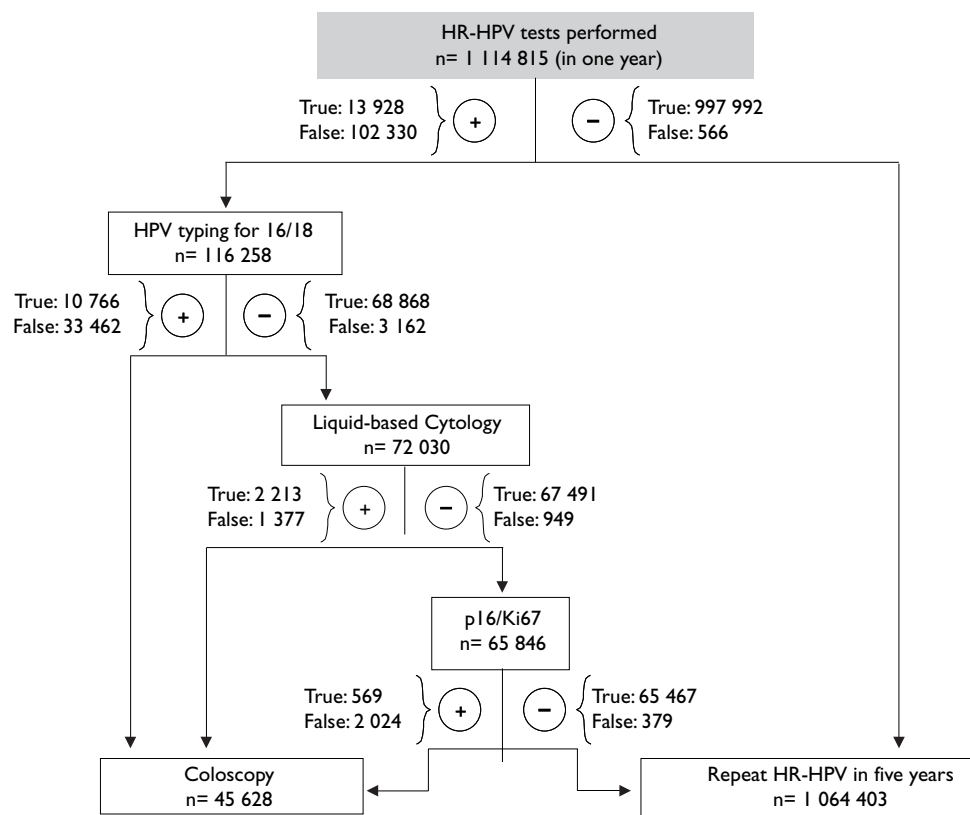 HR-HPV tests performed
n= 1 114 815 (in one year)
True: 13 928
False: 102 330
+
−
True: 997 992
False: 566
HPV typing for 16/18
n= 116 258
True: 10 766
False: 33 462
+
−
True: 68 868
False: 3 162
Liquid-based Cytology
n= 72 030
True: 2 213
False: 1 377
+
−
True: 67 491
False: 949
p16/Ki67
n= 65 846
True: 569
False: 2 024
+
−
True: 65 467
False: 379
Coloscopy
n= 45 628
Repeat HR-HPV in five years
n= 1 064 403